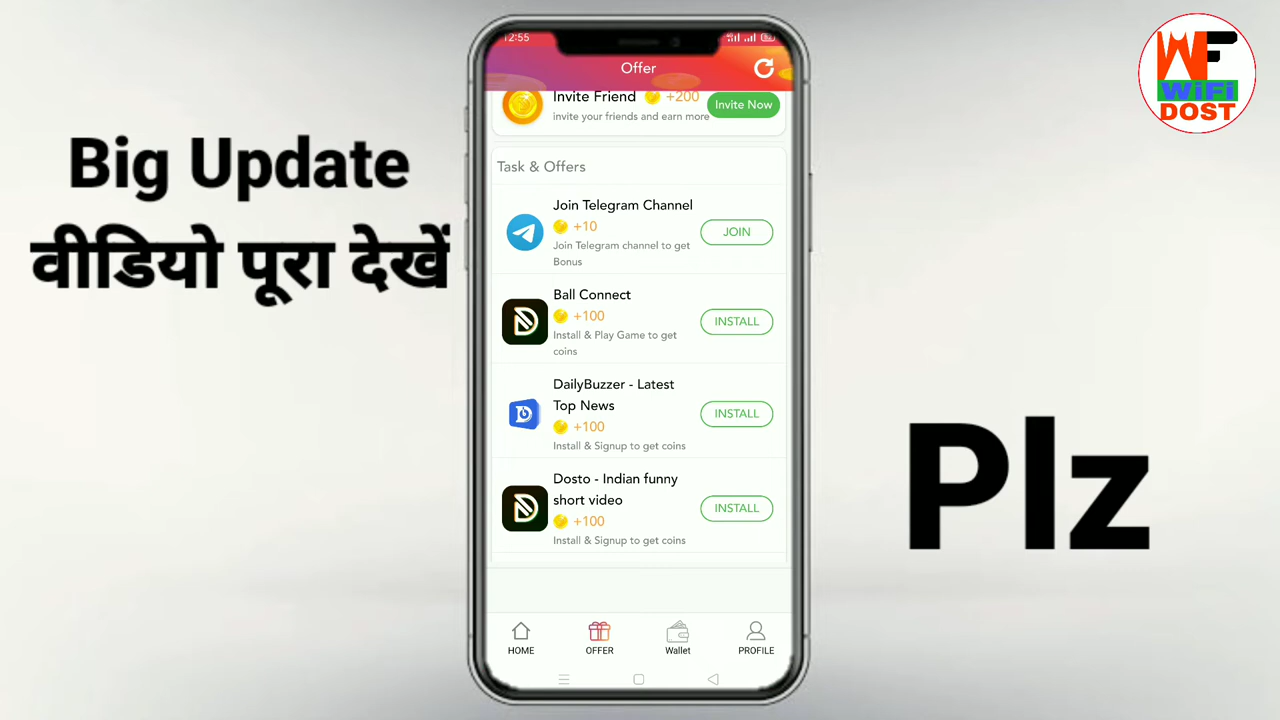 Big Update
वीडियो पूरा देखें
12:55
Offer
Invite Friend +200
invite your friends and earn more
Invite Now
Task & Offers
Join Telegram Channel
+10
Join Telegram channel to get
Bonus
JOIN
Ball Connect
+100
Install & Play Game to get
coins
INSTALL
DailyBuzzer - Latest
Top News
+100
Install & Signup to get coins
INSTALL
Dosto - Indian funny
short video
+100
Install & Signup to get coins
INSTALL
HOME
OFFER
Wallet
PROFILE
WF
WiFi
DOST
Plz